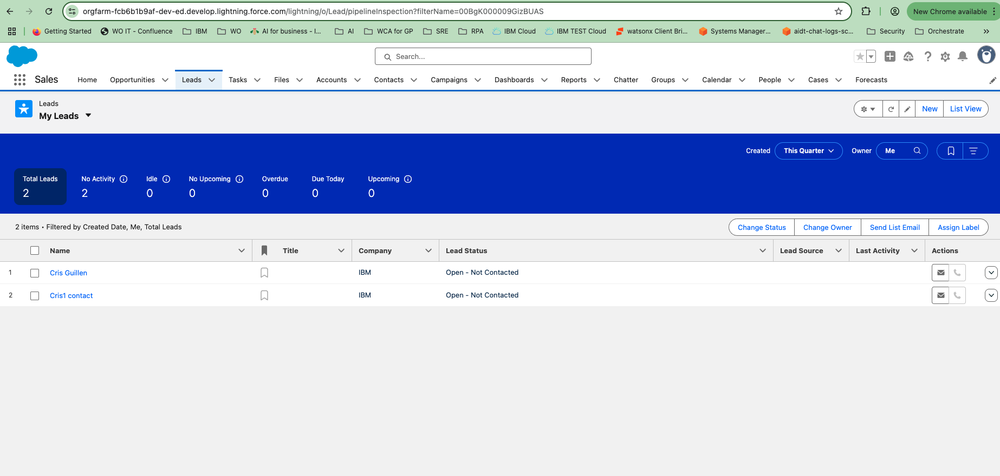 orgfarm-fcb6b1b9af-dev-ed.develop.lightning.force.com/lightning/o/Lead/pipelineInspection?filterName=00BgK000009GizBUAS
New Chrome available
Getting Started WO IT - Confluence IBM WO AI for business - I... AI WCA for GP SRE RPA IBM Cloud IBM TEST Cloud watsonx Client Bri... Systems Manager... aidt-chat-logs-sc... Security Orchestrate »
Search...
Sales Home Opportunities Leads Tasks Files Accounts Contacts Campaigns Dashboards Reports Chatter Groups Calendar People Cases Forecasts
Leads
My Leads
New List View
Created This Quarter Owner Me
Total Leads No Activity Idle No Upcoming Overdue Due Today Upcoming
2 2 0 0 0 0 0
2 items • Filtered by Created Date, Me, Total Leads
Change Status Change Owner Send List Email Assign Label
Name Title Company Lead Status Lead Source Last Activity Actions
1 Cris Guillen IBM Open - Not Contacted
2 Cris1 contact IBM Open - Not Contacted